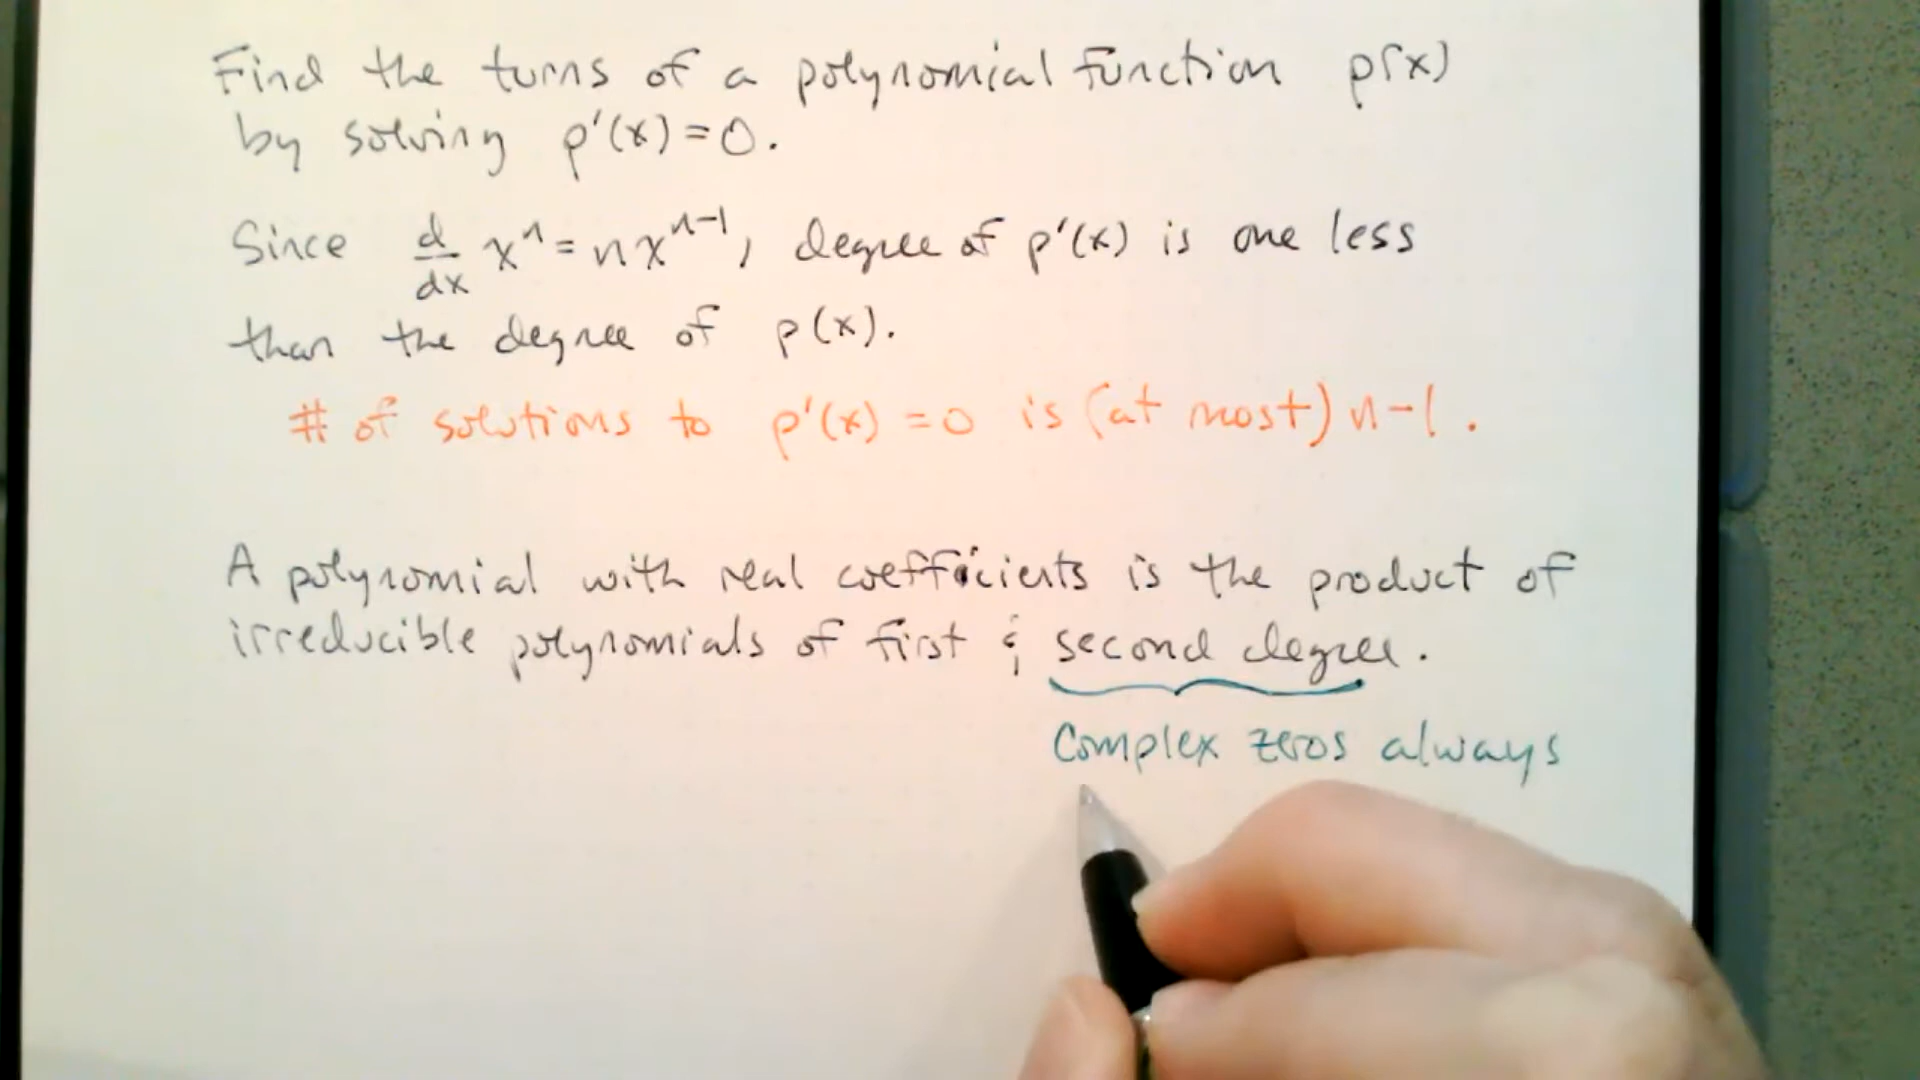 Find the turns of a polynomial function p(x)
by solving p'(x)=0.
Since d/dx xⁿ = nxⁿ⁻¹, degree of p'(x) is one less
than the degree of p(x).
# of solutions to p'(x) = 0 is (at most) n-1.
A polynomial with real coefficients is the product of
irreducible polynomials of first & second degree.
Complex zeros always